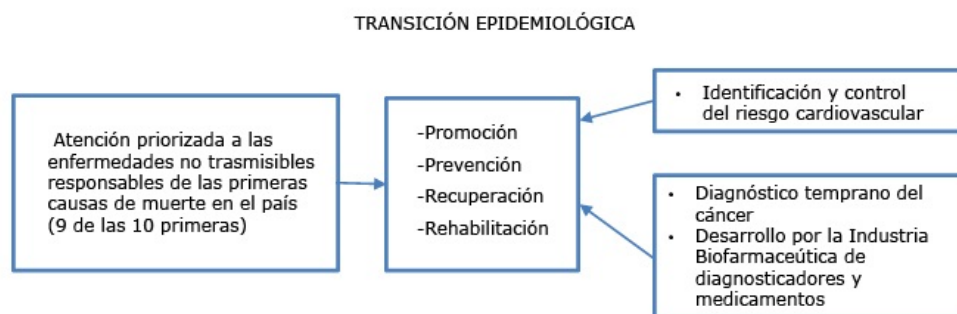 TRANSICIÓN EPIDEMIOLÓGICA
Atención priorizada a las
enfermedades no trasmisibles
responsables de las primeras
causas de muerte en el país
(9 de las 10 primeras)
-Promoción
-Prevención
-Recuperación
-Rehabilitación
• Identificación y control
del riesgo cardiovascular
• Diagnóstico temprano del
cáncer
• Desarrollo por la Industria
Biofarmaceútica de
diagnosticadores y
medicamentos